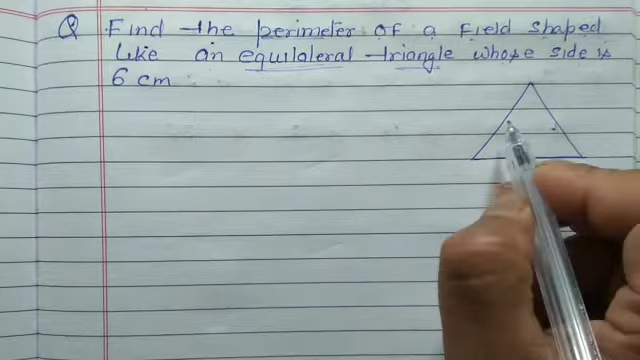 Q Find the perimeter of a field shaped
like an equilateral triangle whose side is
6 cm